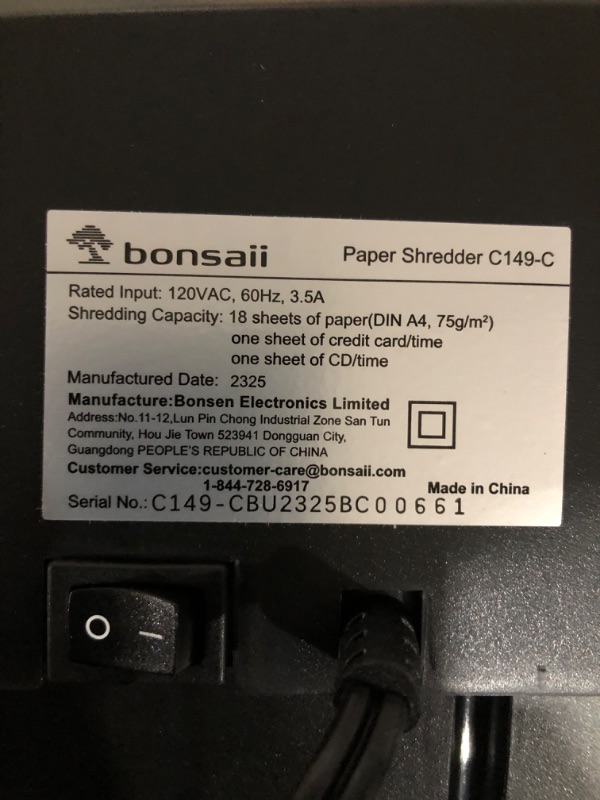 bonsaii
Paper Shredder C149-C
Rated Input: 120VAC, 60Hz, 3.5A
Shredding Capacity: 18 sheets of paper(DIN A4, 75g/m²)
one sheet of credit card/time
one sheet of CD/time
Manufactured Date: 2325
Manufacture:Bonsen Electronics Limited
Address:No.11-12,Lun Pin Chong Industrial Zone San Tun
Community, Hou Jie Town 523941 Dongguan City,
Guangdong PEOPLE'S REPUBLIC OF CHINA
Customer Service:customer-care@bonsaii.com
1-844-728-6917
Made in China
Serial No.: C149-CBU2325BC00661
O –